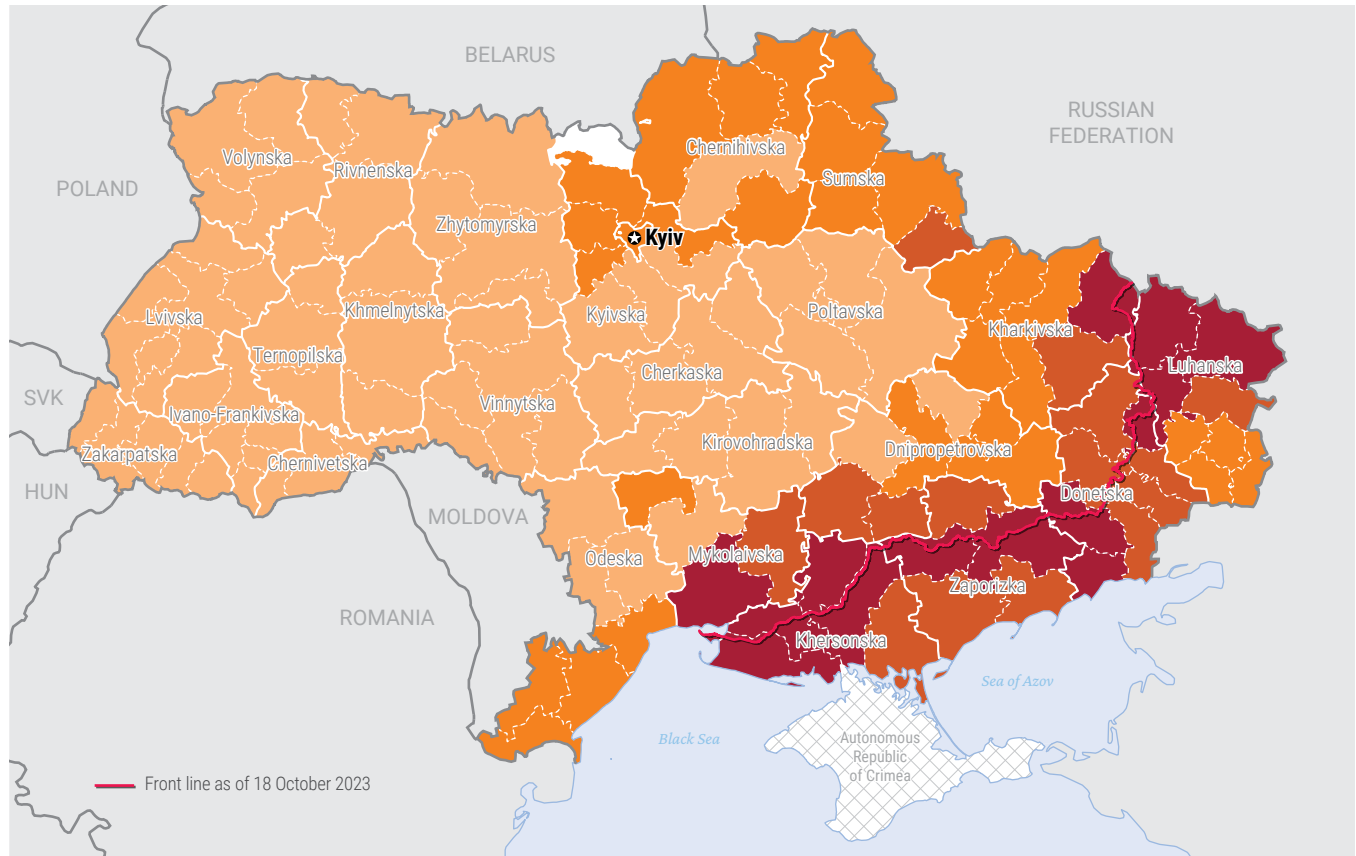 BELARUS
RUSSIAN
FEDERATION
POLAND
Volynska
Rivnenska
Chernihivska
Sumska
Zhytomyrska
Kyiv
Lvivska
Khmelnytska
Kyivska
Poltavska
Kharkivska
Ternopilska
Cherkaska
Luhanska
SVK
Ivano-Frankivska
Vinnytska
Kirovohradska
Dnipropetrovska
Zakarpatska
Chernivetska
HUN
Donetska
MOLDOVA
Odeska
Mykolaivska
Zaporizka
ROMANIA
Khersonska
Sea of Azov
Black Sea
Autonomous
Republic
of Crimea
Front line as of 18 October 2023